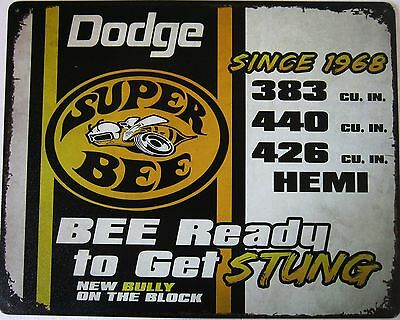 Dodge
SUPER
BEE
SINCE 1968
383 CU. IN.
440 CU. IN.
426 CU. IN.
HEMI
BEE Ready
to Get STUNG
NEW BULLY
ON THE BLOCK